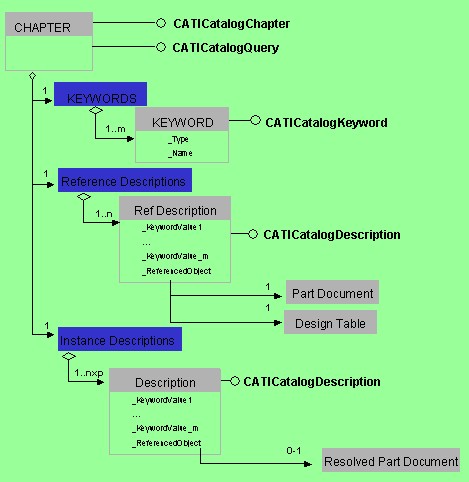 CHAPTER
CATICatalogChapter
CATICatalogQuery
1
KEYWORDS
1..m
KEYWORD
_Type
_Name
CATICatalogKeyword
1
Reference Descriptions
1..n
Ref Description
_KeywordValue1
...
_KeywordValue_m
_ReferencedObject
CATICatalogDescription
1
Part Document
1
Design Table
1
Instance Descriptions
1..nxp
Description
_KeywordValue1
...
_KeywordValue_m
_ReferencedObject
CATICatalogDescription
0-1
Resolved Part Document